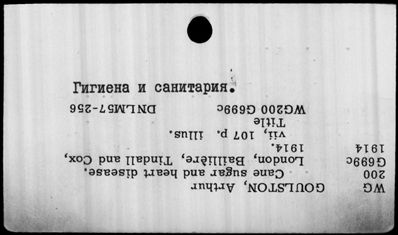 Гигиена и санитария.
WG GOULSTON, Arthur
200 Cane sugar and heart disease.
G699c London, Baillière, Tindall and Cox,
1914 1914.
vii, 107 p. illus.
Title
WG200 G699c DNLM57-256